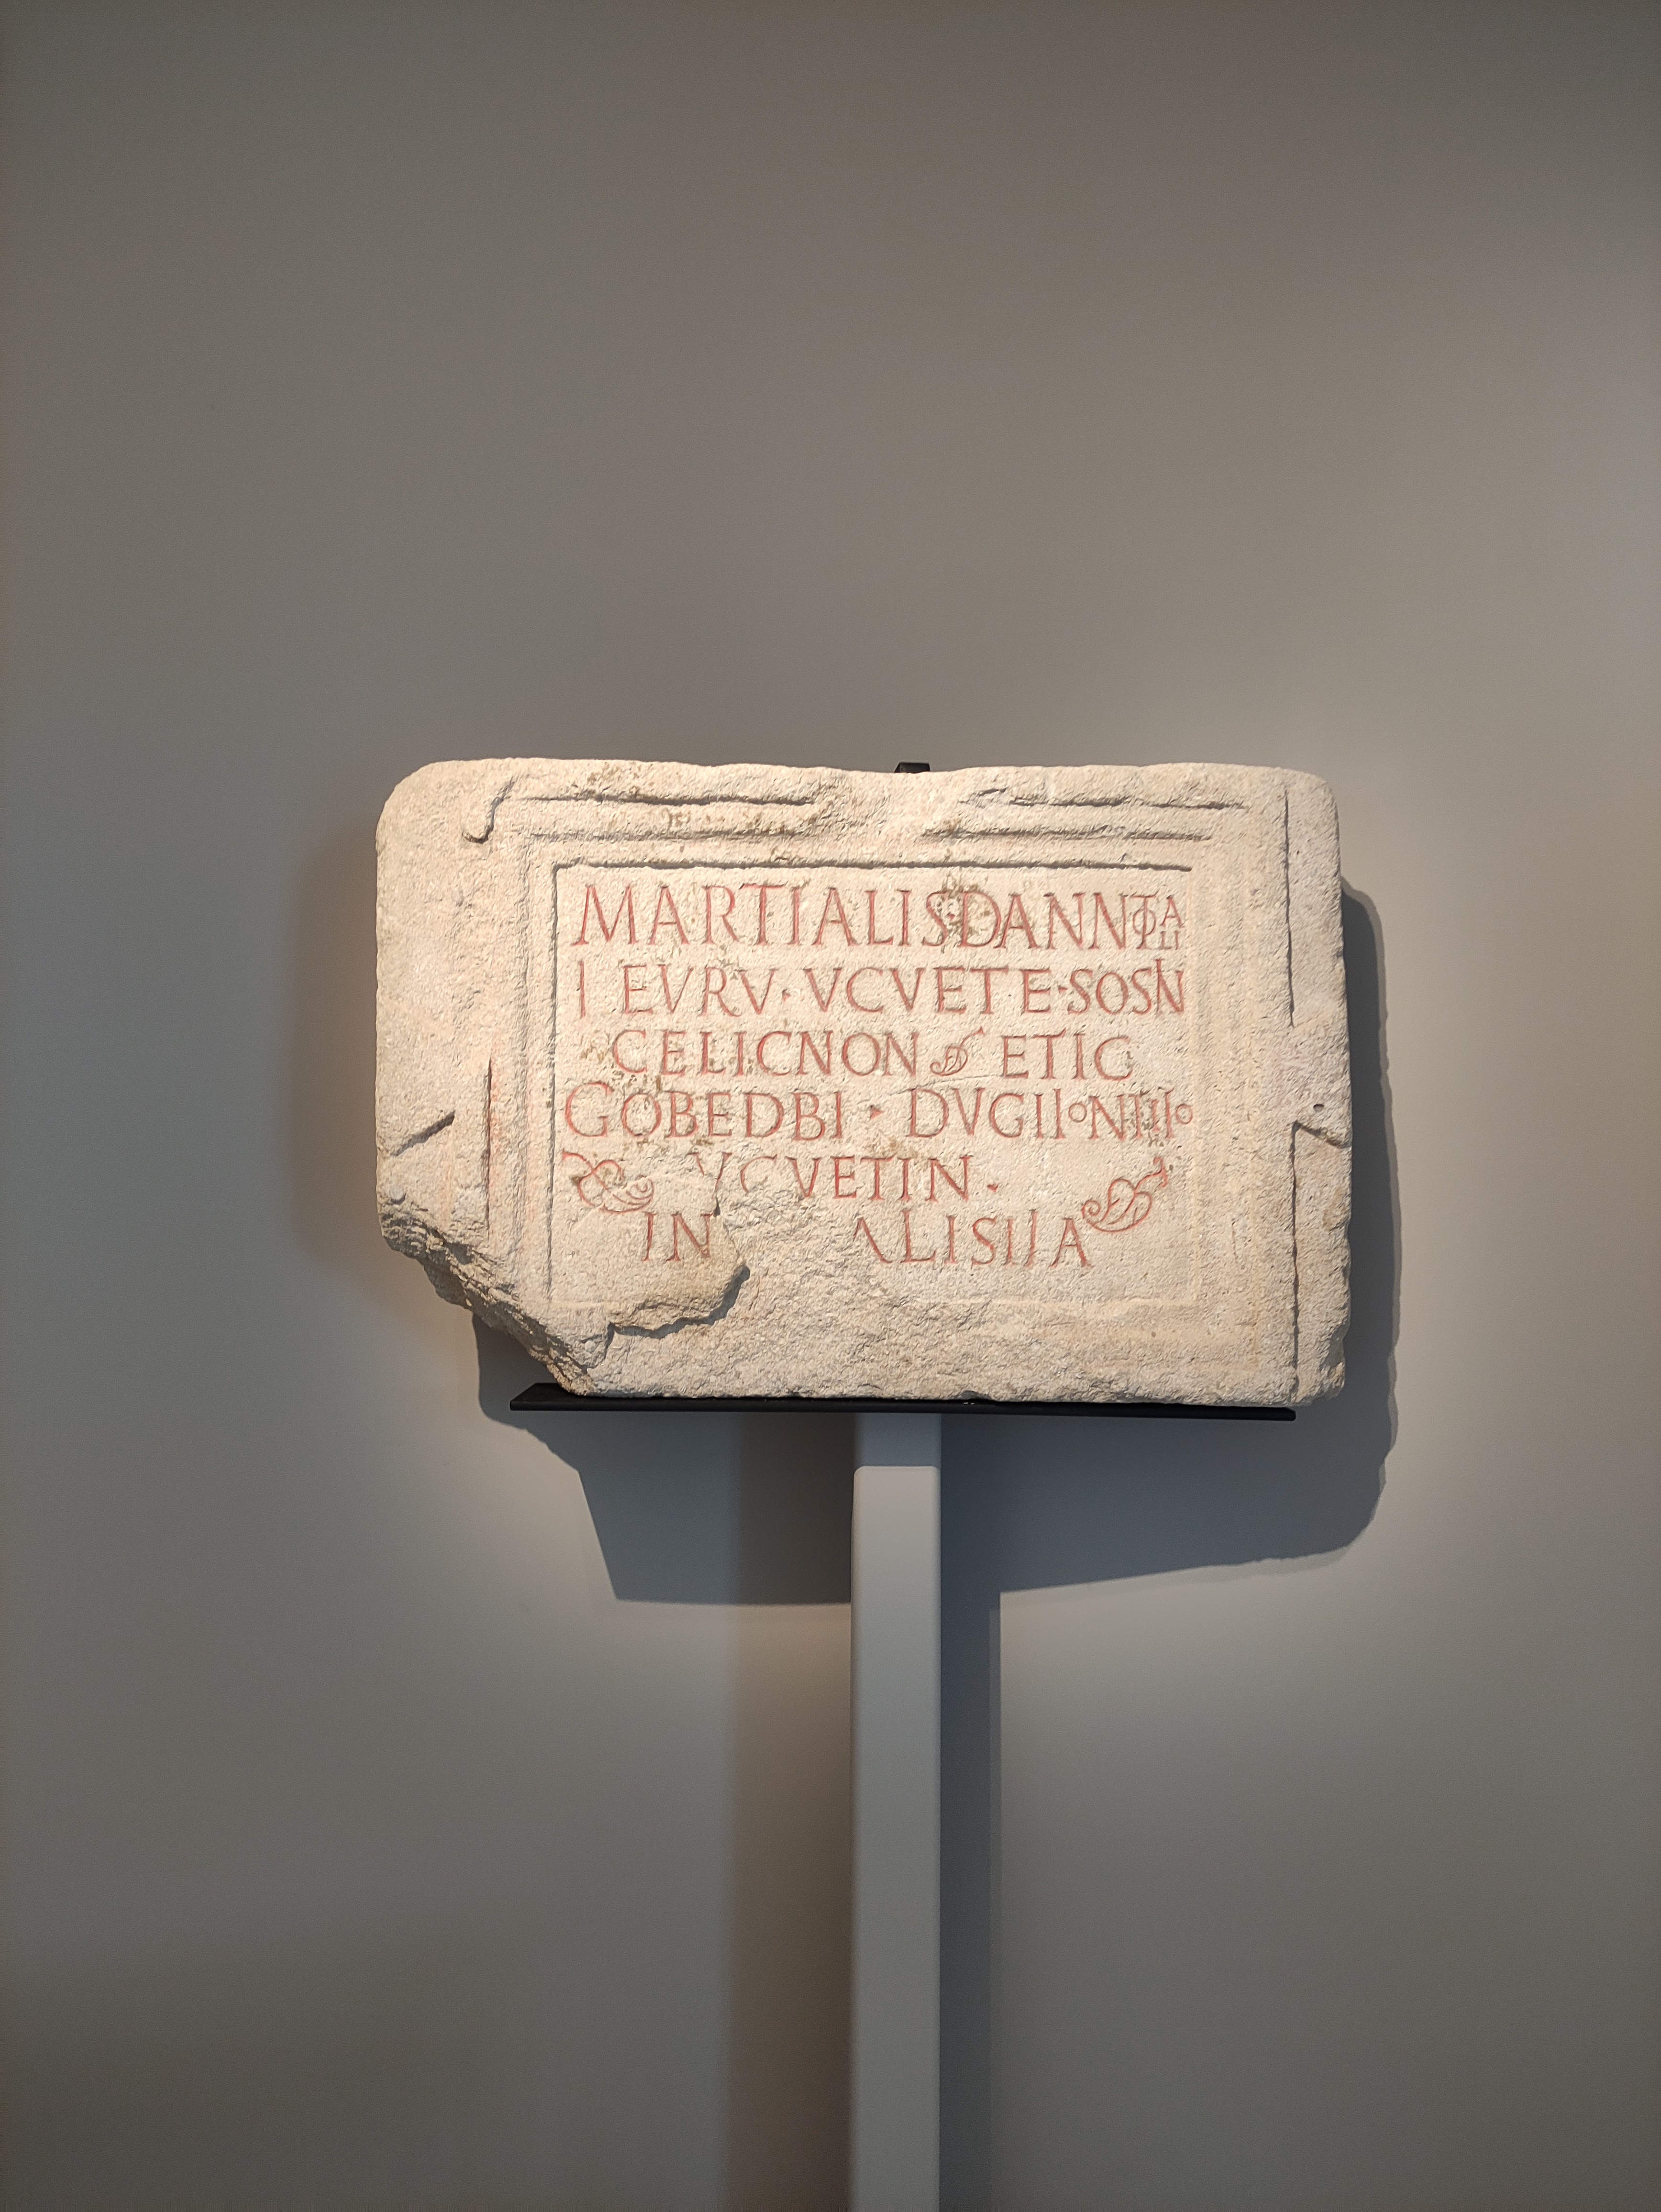 MARTIALIS DANNOTALI
IEVRV · VCVETE · SOSIN
CELICNON ETIC
GOBEDBI · DVGIIONTIIO
VCVETIN ·
IN ALISIIA